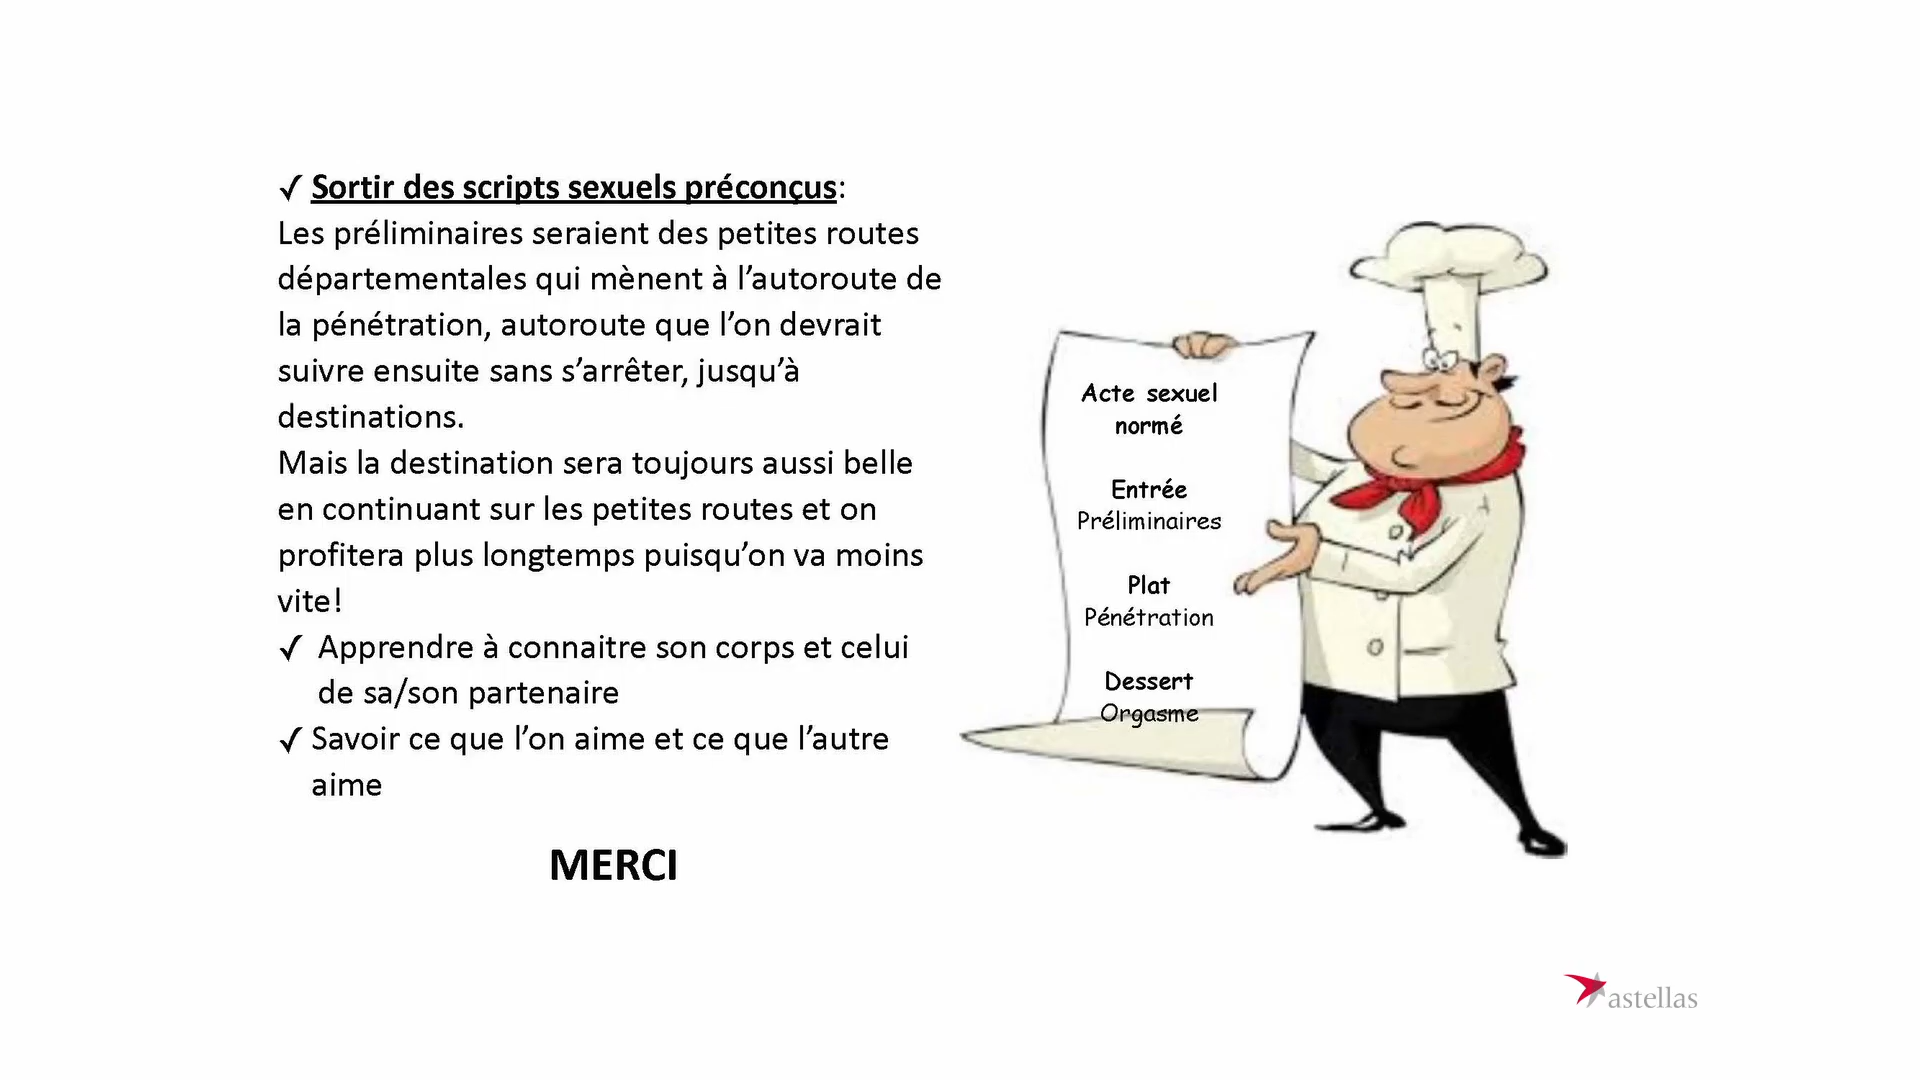 ✓ Sortir des scripts sexuels préconçus:
Les préliminaires seraient des petites routes
départementales qui mènent à l’autoroute de
la pénétration, autoroute que l’on devrait
suivre ensuite sans s’arrêter, jusqu’à
destinations.
Mais la destination sera toujours aussi belle
en continuant sur les petites routes et on
profitera plus longtemps puisqu’on va moins
vite!
✓ Apprendre à connaitre son corps et celui
de sa/son partenaire
✓ Savoir ce que l’on aime et ce que l’autre
aime
MERCI
Acte sexuel
normé
Entrée
Préliminaires
Plat
Pénétration
Dessert
Orgasme
astellas